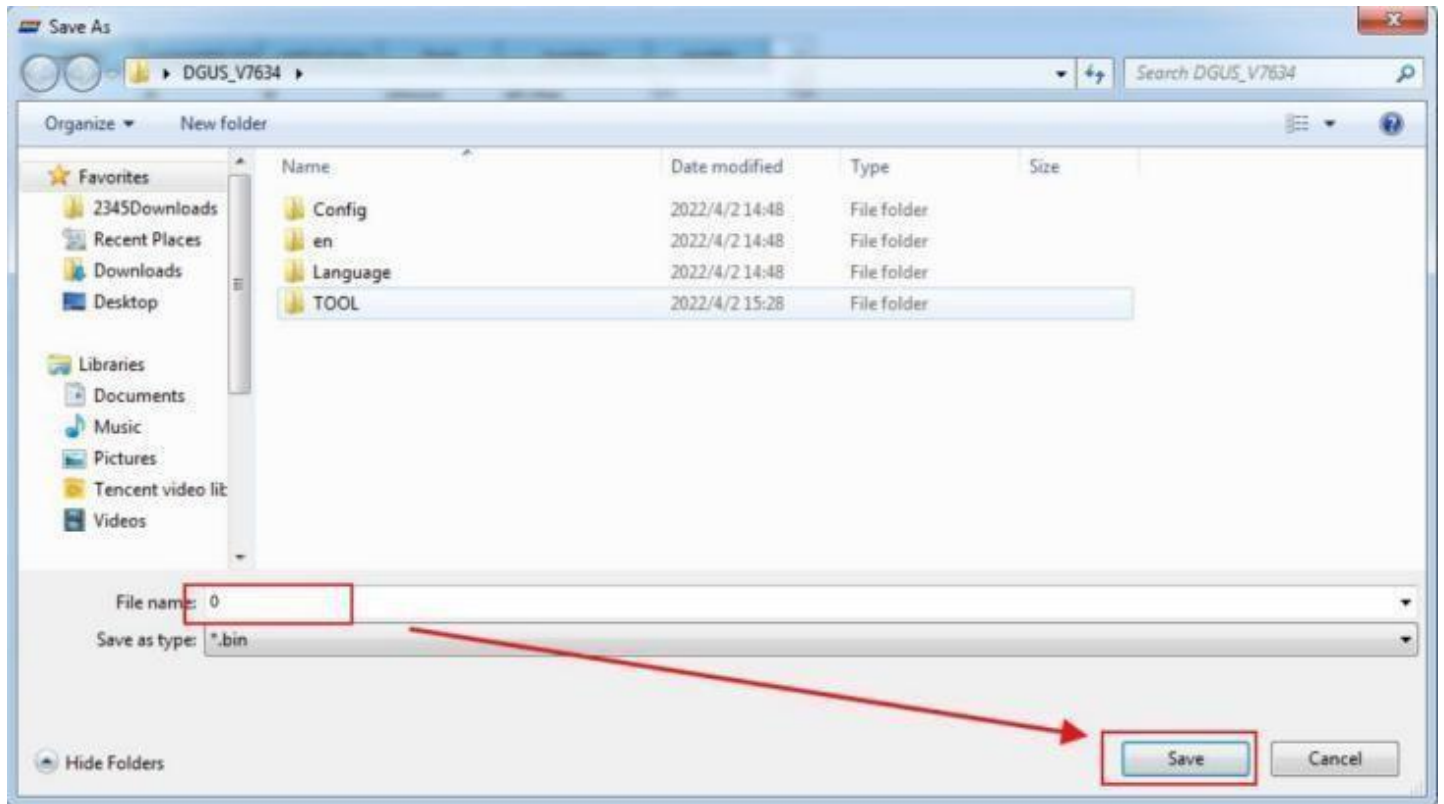 Save As
DGUS_V7634
Search DGUS_V7634
Organize
New folder
Name
Date modified
Type
Size
Favorites
2345Downloads
Recent Places
Downloads
Desktop
Libraries
Documents
Music
Pictures
Tencent video lib
Videos
Config 2022/4/2 14:48 File folder
en 2022/4/2 14:48 File folder
Language 2022/4/2 14:48 File folder
TOOL 2022/4/2 15:28 File folder
File name: 0
Save as type: *.bin
Hide Folders
Save
Cancel